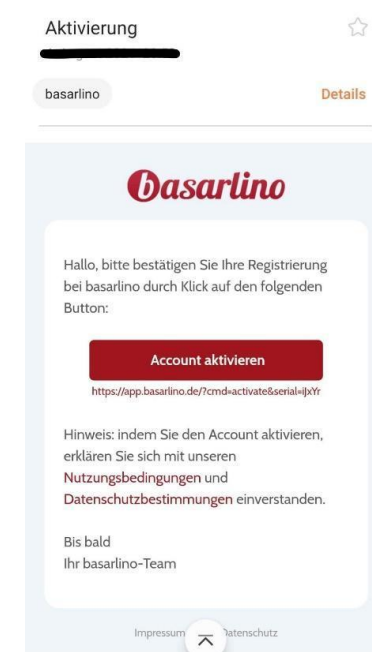 Aktivierung
basarlino
Details
basarlino
Hallo, bitte bestätigen Sie Ihre Registrierung
bei basarlino durch Klick auf den folgenden
Button:
Account aktivieren
https://app.basarlino.de/?cmd=activate&serial=iJxYr
Hinweis: indem Sie den Account aktivieren,
erklären Sie sich mit unseren
Nutzungsbedingungen und
Datenschutzbestimmungen einverstanden.
Bis bald
Ihr basarlino-Team
Impressum